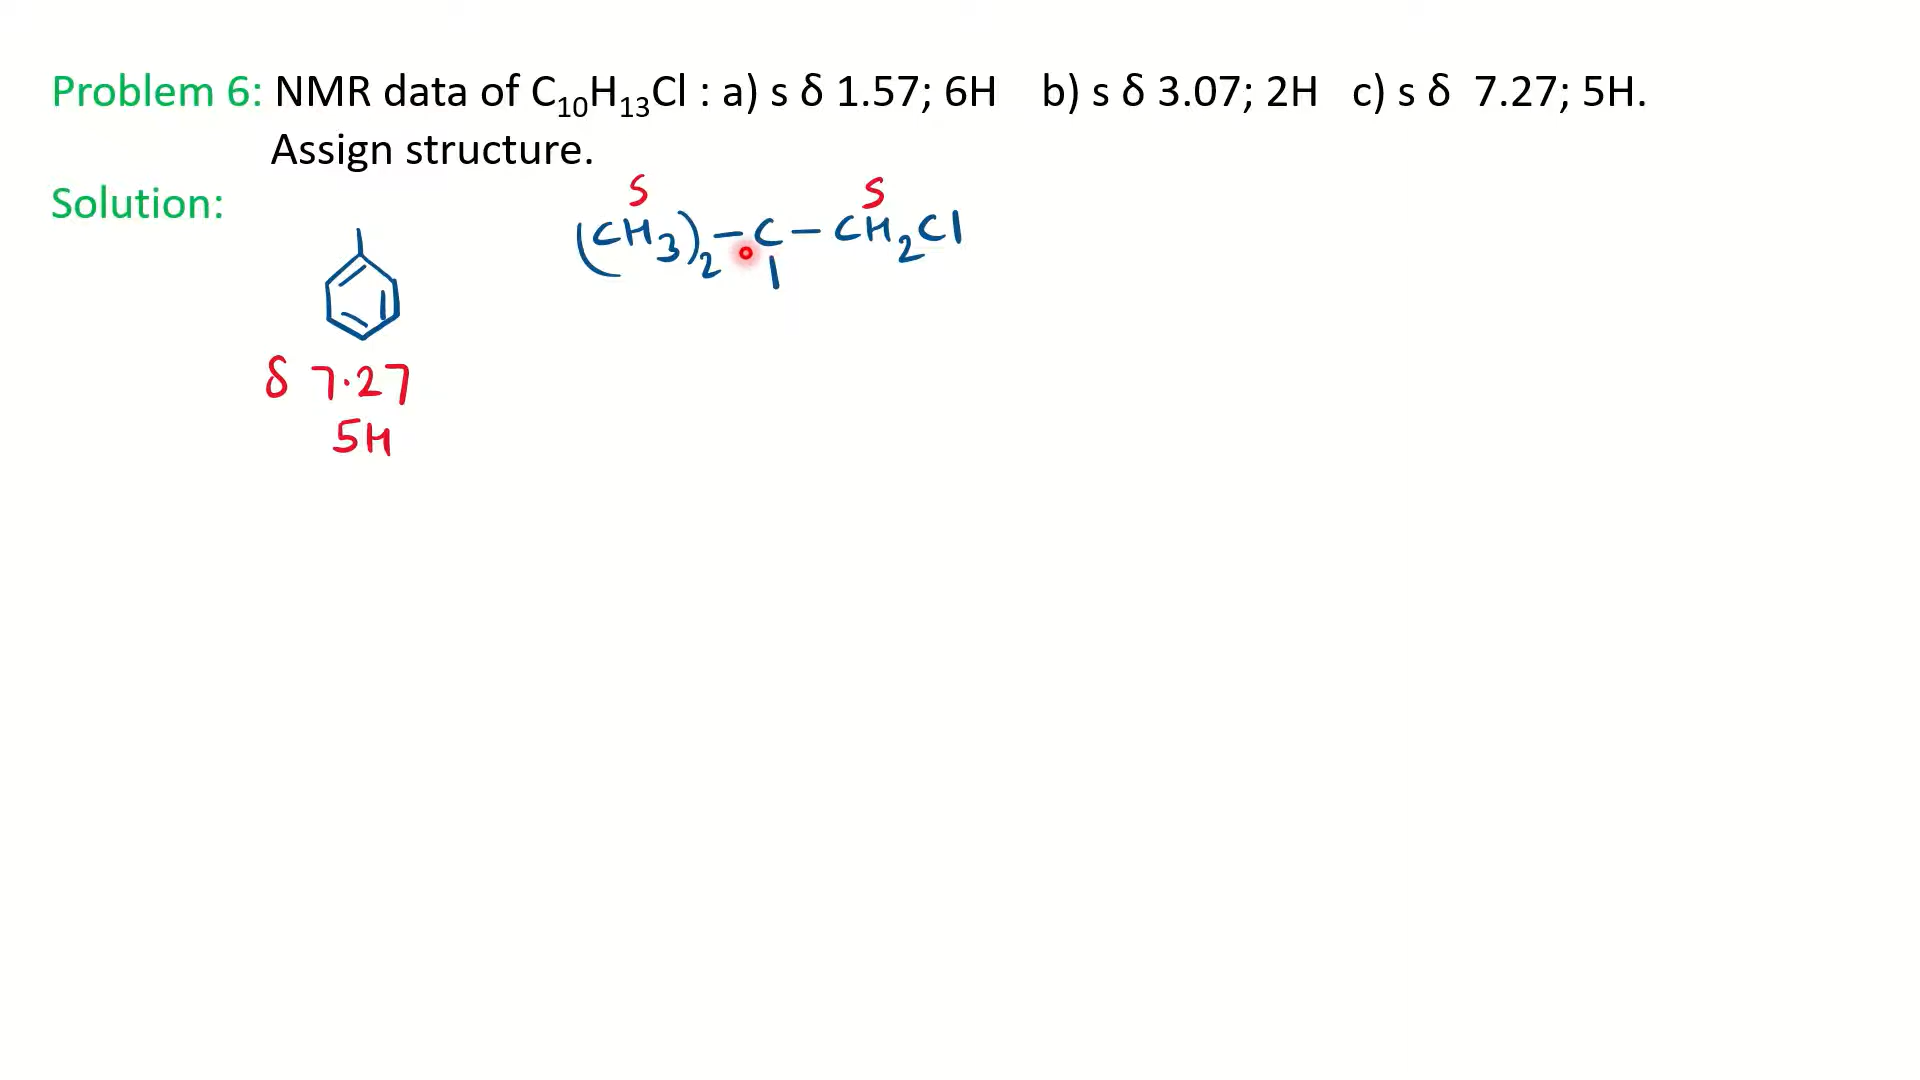 Problem 6: NMR data of C₁₀H₁₃Cl : a) s δ 1.57; 6H b) s δ 3.07; 2H c) s δ 7.27; 5H.
Assign structure.
Solution:
S S
(CH₃)₂ – C – CH₂Cl
δ 7.27
5H